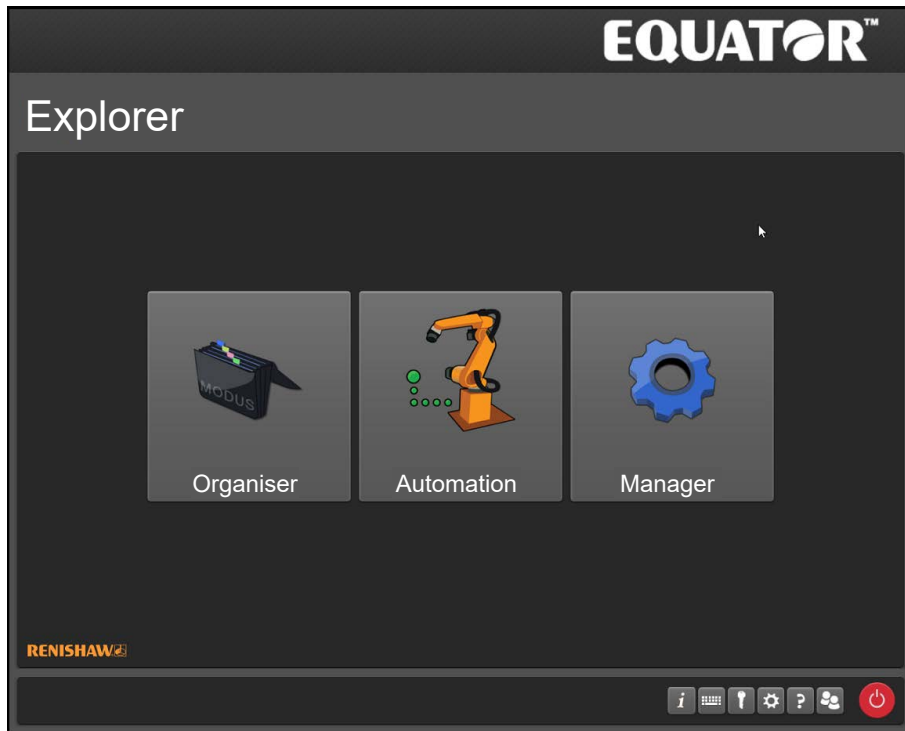 EQUATOR™
Explorer
MODUS
Organiser
Automation
Manager
RENISHAW
i
?